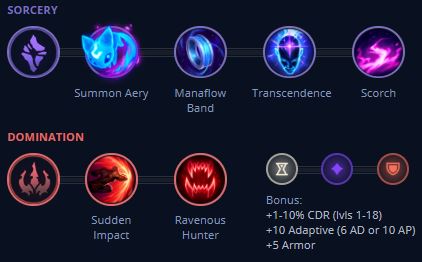 SORCERY
Summon Aery
Manaflow
Band
Transcendence
Scorch
DOMINATION
Sudden
Impact
Ravenous
Hunter
Bonus:
+1-10% CDR (lvls 1-18)
+10 Adaptive (6 AD or 10 AP)
+5 Armor